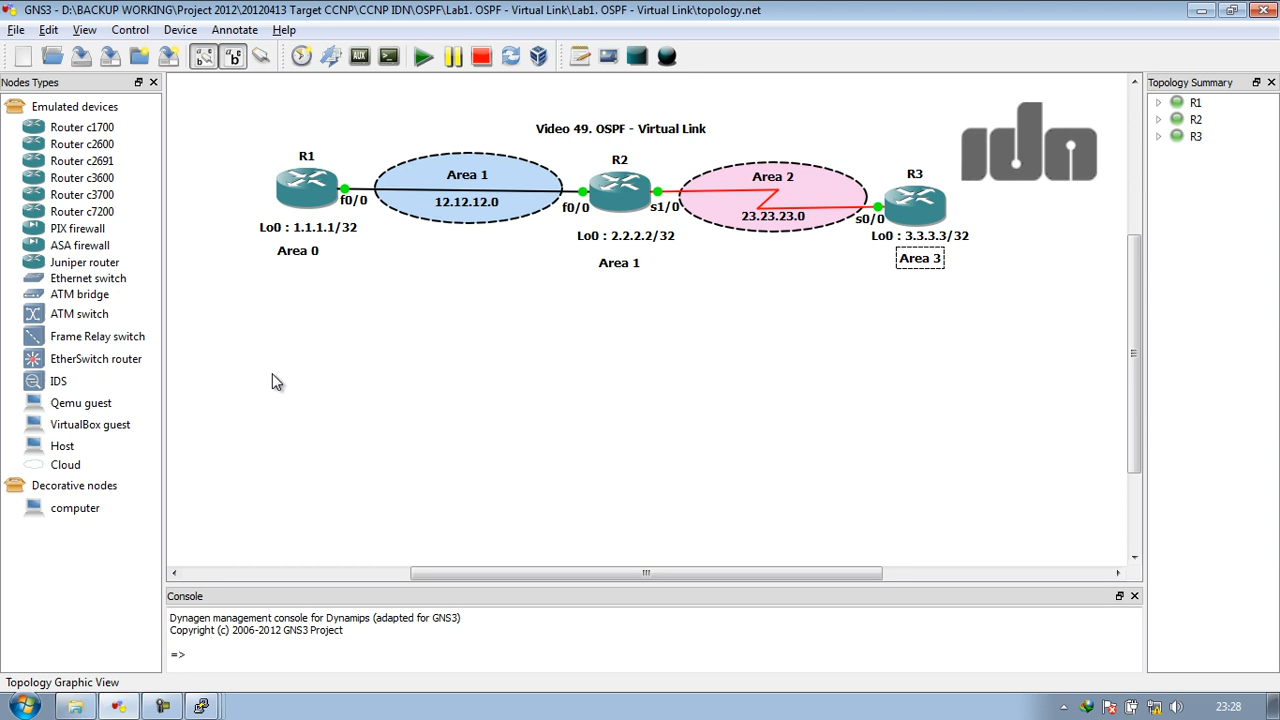 GNS3 - D:\BACKUP WORKING\Project 2012\20120413 Target CCNP\CCNP IDN\OSPF\Lab1. OSPF - Virtual Link\Lab1. OSPF - Virtual Link\topology.net
File Edit View Control Device Annotate Help
AUX
Nodes Types
Topology Summary
Emulated devices
Router c1700
Router c2600
Router c2691
Router c3600
Router c3700
Router c7200
PIX firewall
ASA firewall
Juniper router
Ethernet switch
ATM bridge
ATM switch
Frame Relay switch
EtherSwitch router
IDS
Qemu guest
VirtualBox guest
Host
Cloud
Decorative nodes
computer
Video 49. OSPF - Virtual Link
idn
R1
Area 1
12.12.12.0
f0/0
Lo0 : 1.1.1.1/32
Area 0
R2
f0/0
s1/0
Lo0 : 2.2.2.2/32
Area 1
Area 2
23.23.23.0
R3
s0/0
Lo0 : 3.3.3.3/32
Area 3
R1
R2
R3
Console
Dynagen management console for Dynamips (adapted for GNS3)
Copyright (c) 2006-2012 GNS3 Project
=>
Topology Graphic View
23:28